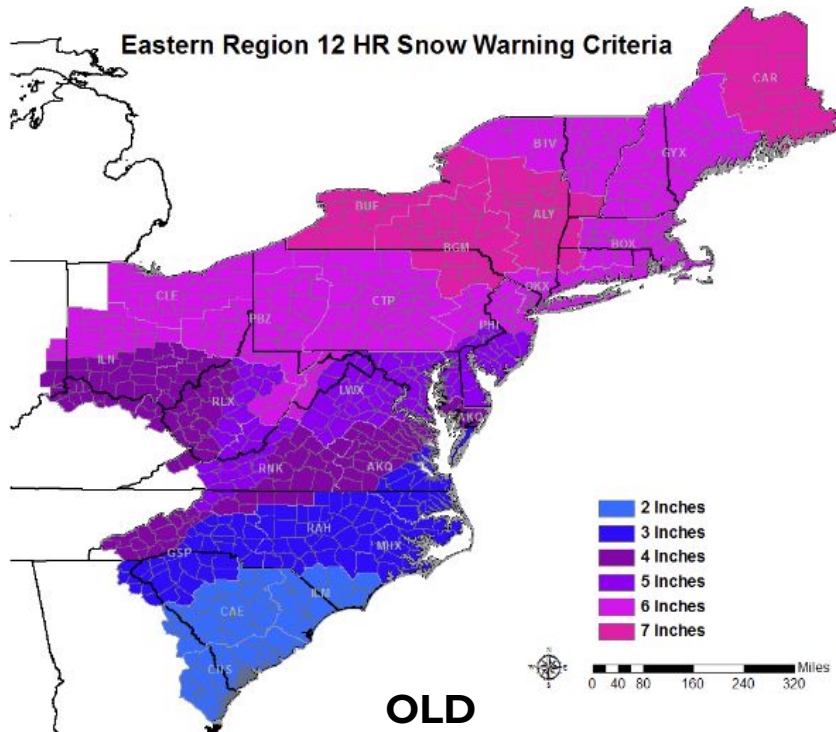 Eastern Region 12 HR Snow Warning Criteria
CAR
BTV
GYX
BUF
ALY
BGM
BOX
OKX
CLE
CTP
PBZ
PHI
ILN
LWX
RLX
AKQ
RNK
AKQ
RAH
MHX
GSP
ILM
CAE
CHS
2 Inches
3 Inches
4 Inches
5 Inches
6 Inches
7 Inches
N
W
E
S
Miles
0 40 80 160 240 320
OLD